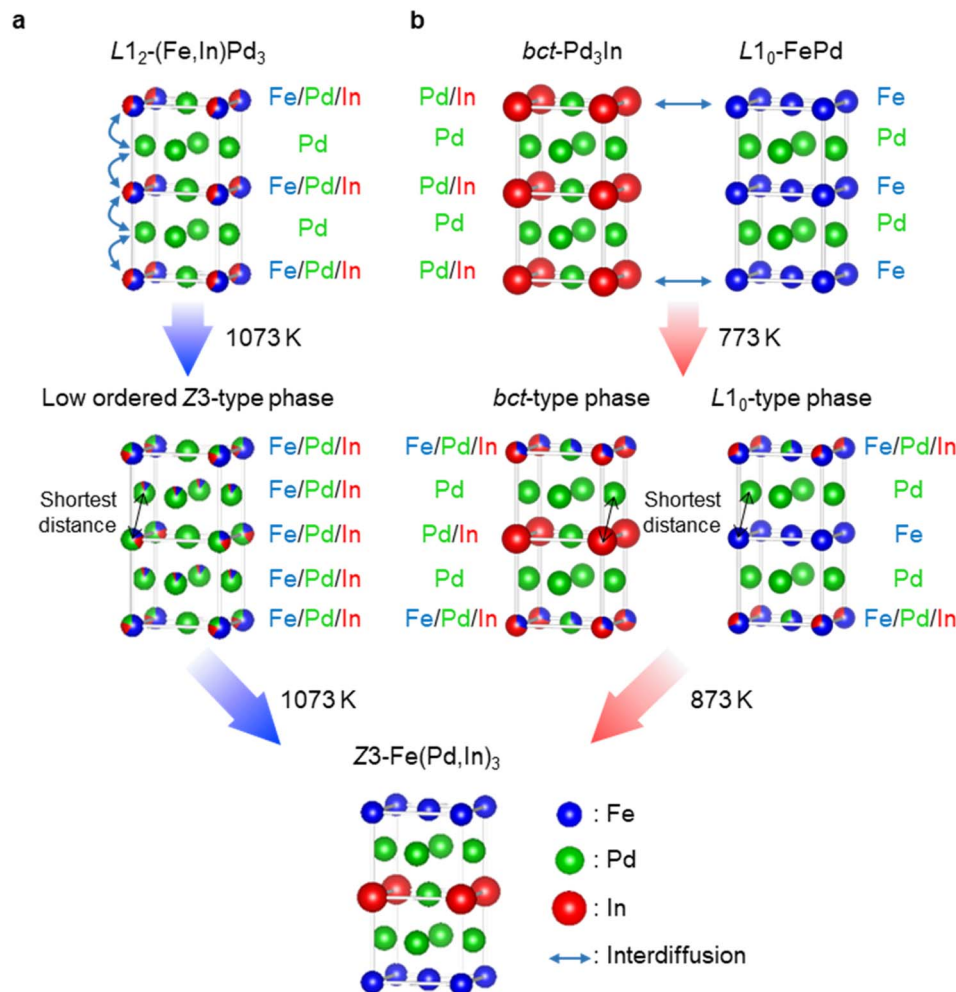 a
b
L1₂-(Fe,In)Pd₃
bct-Pd₃In
L1₀-FePd
Fe/Pd/In
Pd/In
Fe
Pd
Pd
Pd
Fe/Pd/In
Pd/In
Fe
Pd
Pd
Pd
Fe/Pd/In
Pd/In
Fe
1073 K
773 K
Low ordered Z3-type phase
bct-type phase
L1₀-type phase
Fe/Pd/In
Fe/Pd/In
Fe/Pd/In
Shortest
distance
Fe/Pd/In
Pd
Shortest
distance
Pd
Fe/Pd/In
Pd/In
Fe
Fe/Pd/In
Pd
Pd
Fe/Pd/In
Fe/Pd/In
Fe/Pd/In
1073 K
873 K
Z3-Fe(Pd,In)₃
: Fe
: Pd
: In
: Interdiffusion